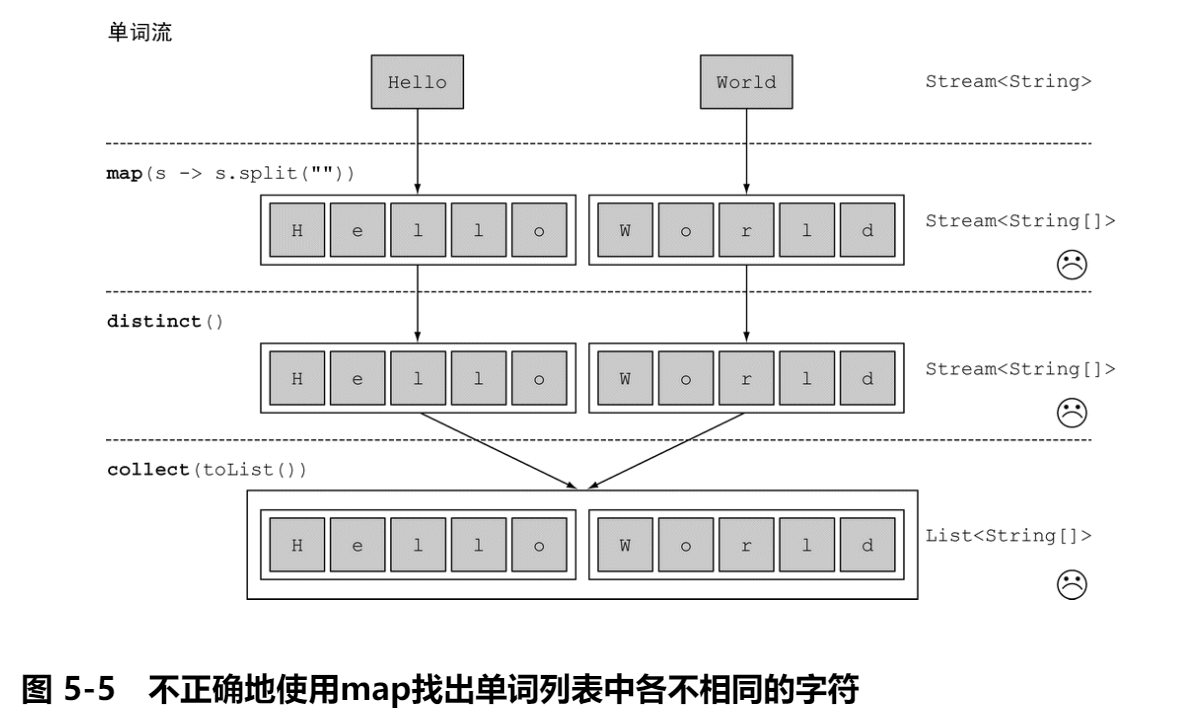 单词流
Hello World Stream<String>
map(s -> s.split(""))
H e l l o W o r l d Stream<String[]>
distinct()
H e l l o W o r l d Stream<String[]>
collect(toList())
H e l l o W o r l d List<String[]>
图 5-5 不正确地使用map找出单词列表中各不相同的字符